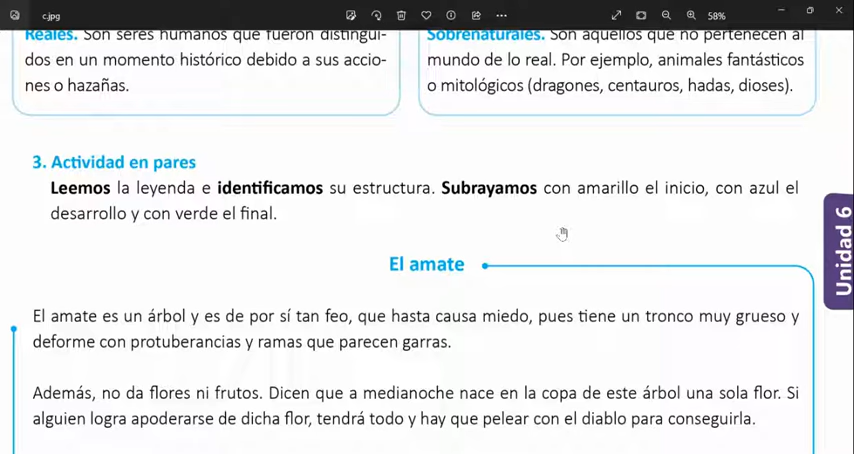 c.jpg
58%
Reales. Son seres humanos que fueron distingui-
dos en un momento histórico debido a sus accio-
nes o hazañas.
Sobrenaturales. Son aquellos que no pertenecen al
mundo de lo real. Por ejemplo, animales fantásticos
o mitológicos (dragones, centauros, hadas, dioses).
3. Actividad en pares
Leemos la leyenda e identificamos su estructura. Subrayamos con amarillo el inicio, con azul el
desarrollo y con verde el final.
Unidad 6
El amate
El amate es un árbol y es de por sí tan feo, que hasta causa miedo, pues tiene un tronco muy grueso y
deforme con protuberancias y ramas que parecen garras.
Además, no da flores ni frutos. Dicen que a medianoche nace en la copa de este árbol una sola flor. Si
alguien logra apoderarse de dicha flor, tendrá todo y hay que pelear con el diablo para conseguirla.